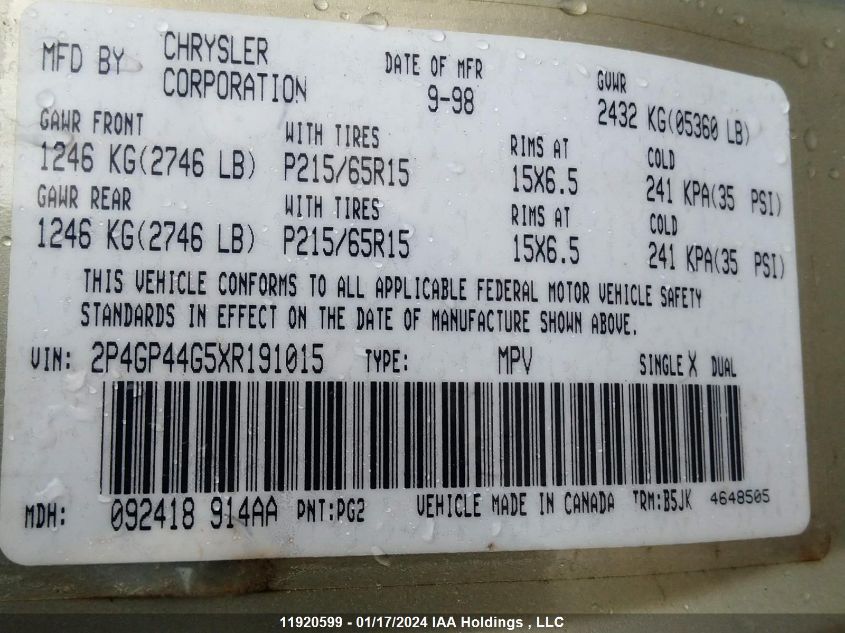 MFD BY CHRYSLER CORPORATION DATE OF MFR 9-98 GVWR 2432 KG(05360 LB)
GAWR FRONT WITH TIRES RIMS AT COLD
1246 KG(2746 LB) P215/65R15 15X6.5 241 KPA(35 PSI)
GAWR REAR WITH TIRES RIMS AT COLD
1246 KG(2746 LB) P215/65R15 15X6.5 241 KPA(35 PSI)
THIS VEHICLE CONFORMS TO ALL APPLICABLE FEDERAL MOTOR VEHICLE SAFETY
STANDARDS IN EFFECT ON THE DATE OF MANUFACTURE SHOWN ABOVE.
VIN: 2P4GP44G5XR191015 TYPE: MPV SINGLE X DUAL
MDH: 092418 914AA PNT:PG2 VEHICLE MADE IN CANADA TRM:B5JK 4648505
11920599 - 01/17/2024 IAA Holdings , LLC